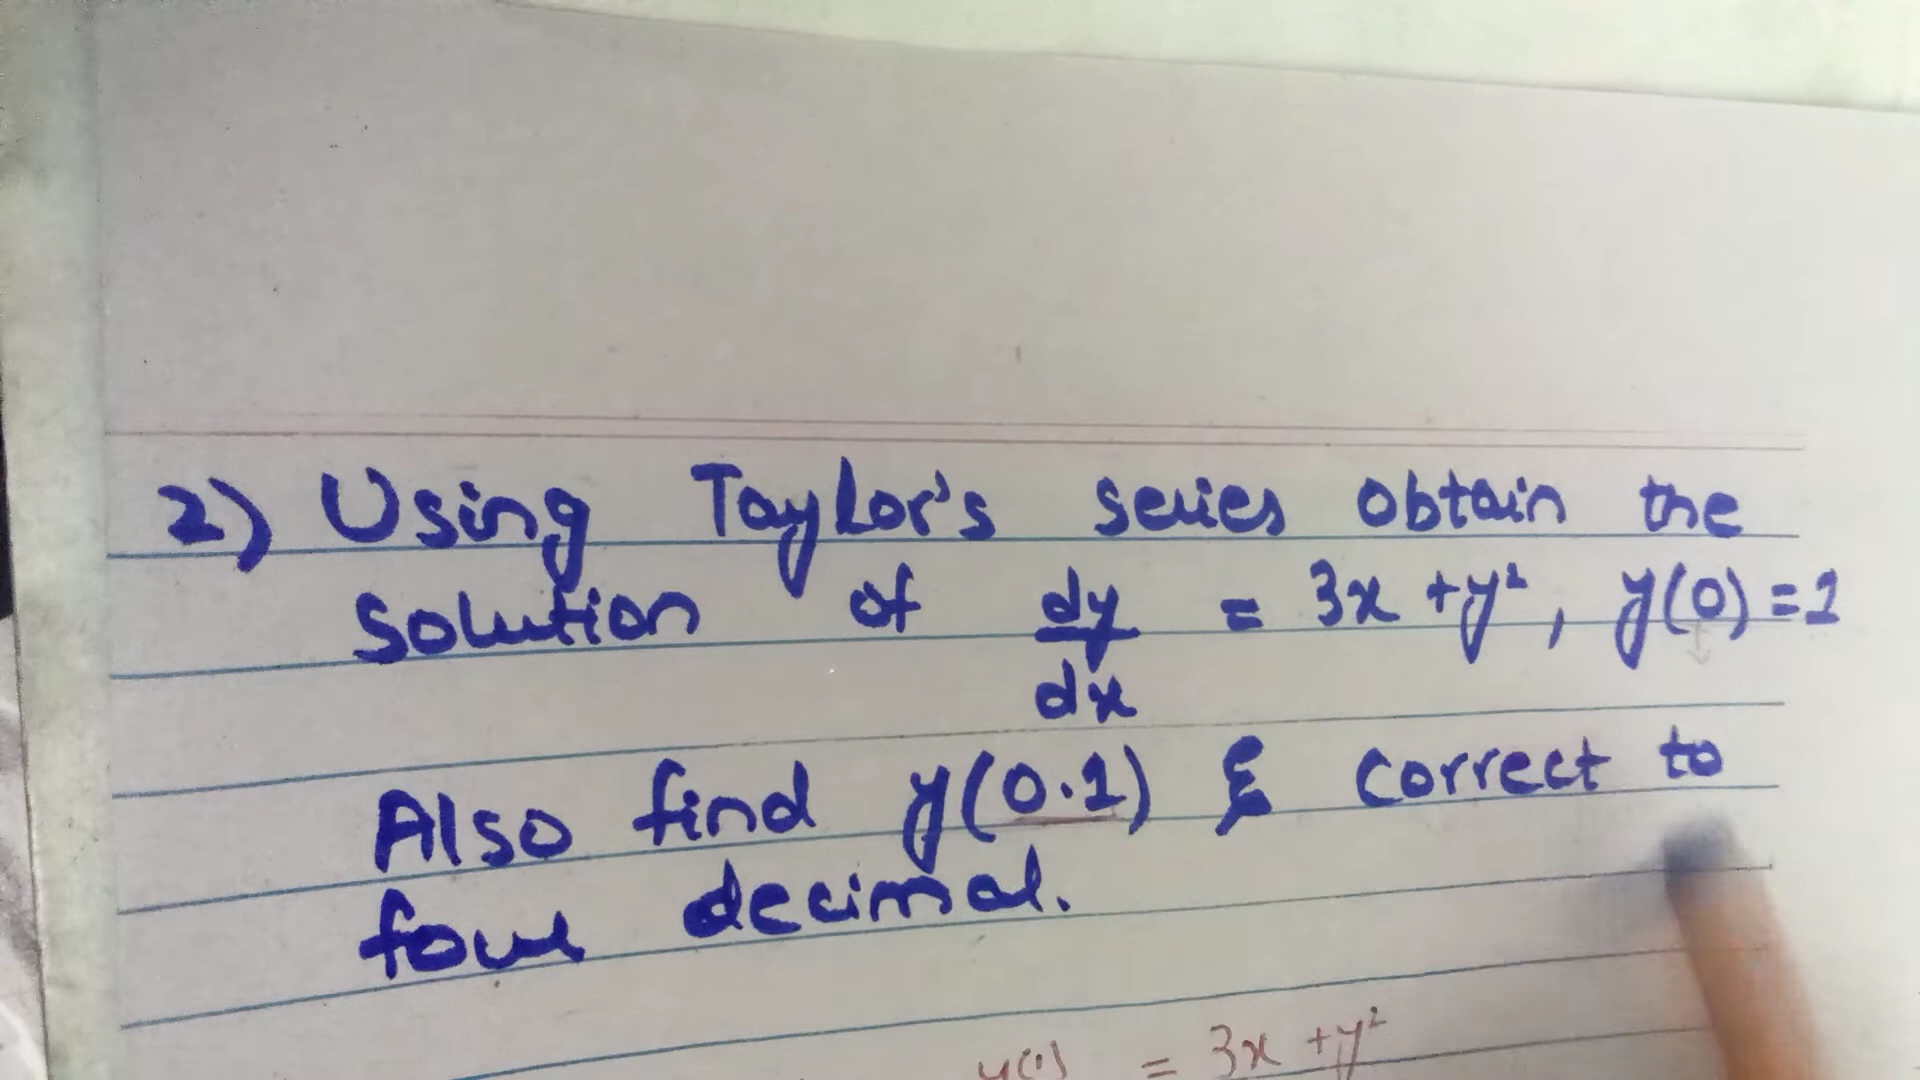 2) Using Taylor's series obtain the
solution of dy/dx = 3x + y², y(0) = 1
Also find y(0.1) & correct to
four decimal.
y(1) = 3x + y²